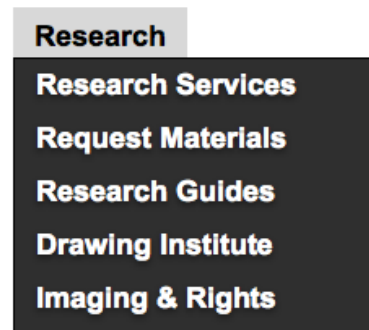 Research
Research Services
Request Materials
Research Guides
Drawing Institute
Imaging & Rights